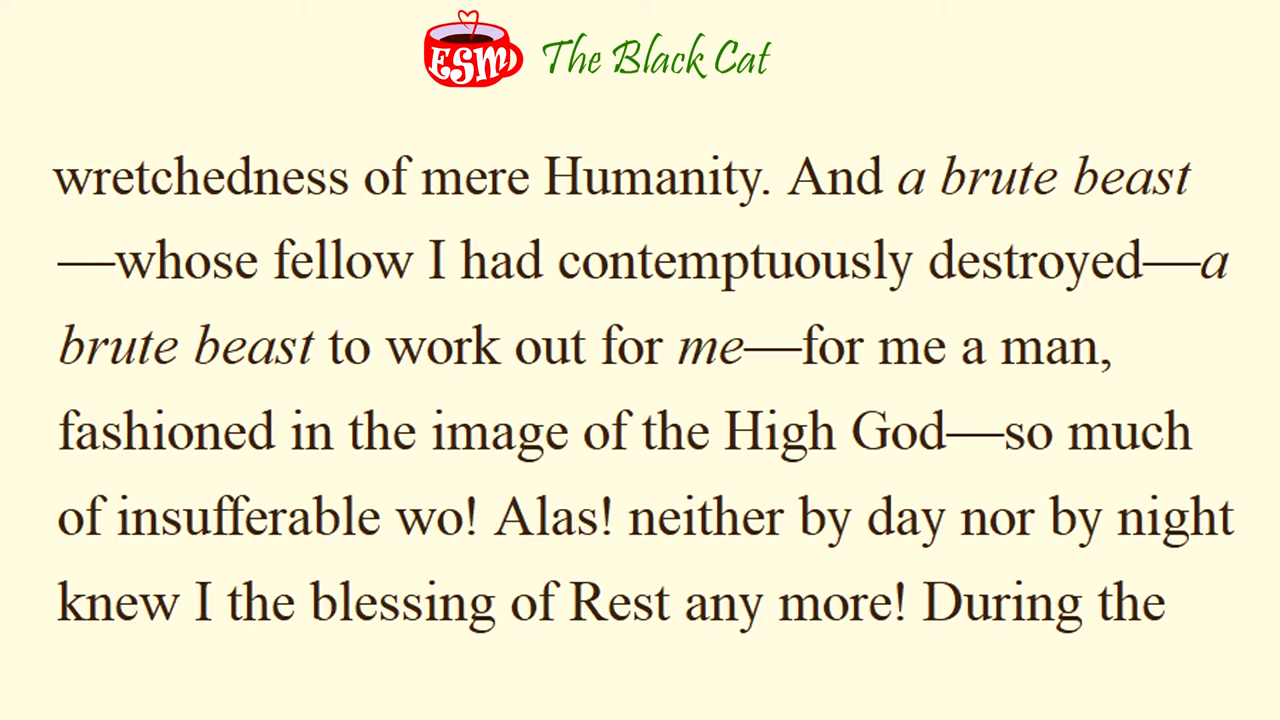 ESM The Black Cat
wretchedness of mere Humanity. And a brute beast
—whose fellow I had contemptuously destroyed—a
brute beast to work out for me—for me a man,
fashioned in the image of the High God—so much
of insufferable wo! Alas! neither by day nor by night
knew I the blessing of Rest any more! During the